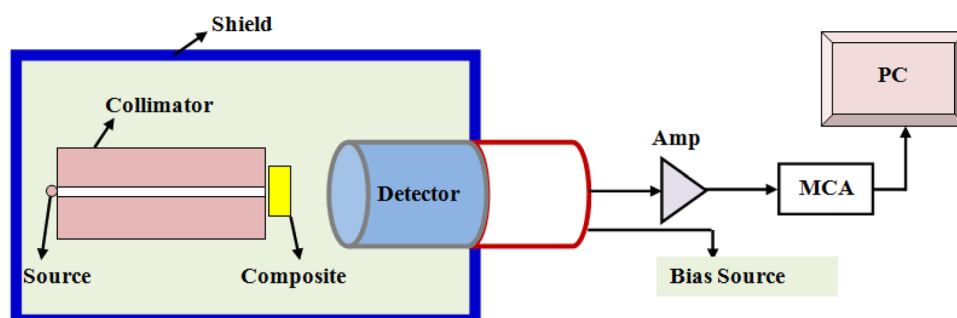 Shield
PC
Collimator
Amp
Detector
MCA
Source
Composite
Bias Source